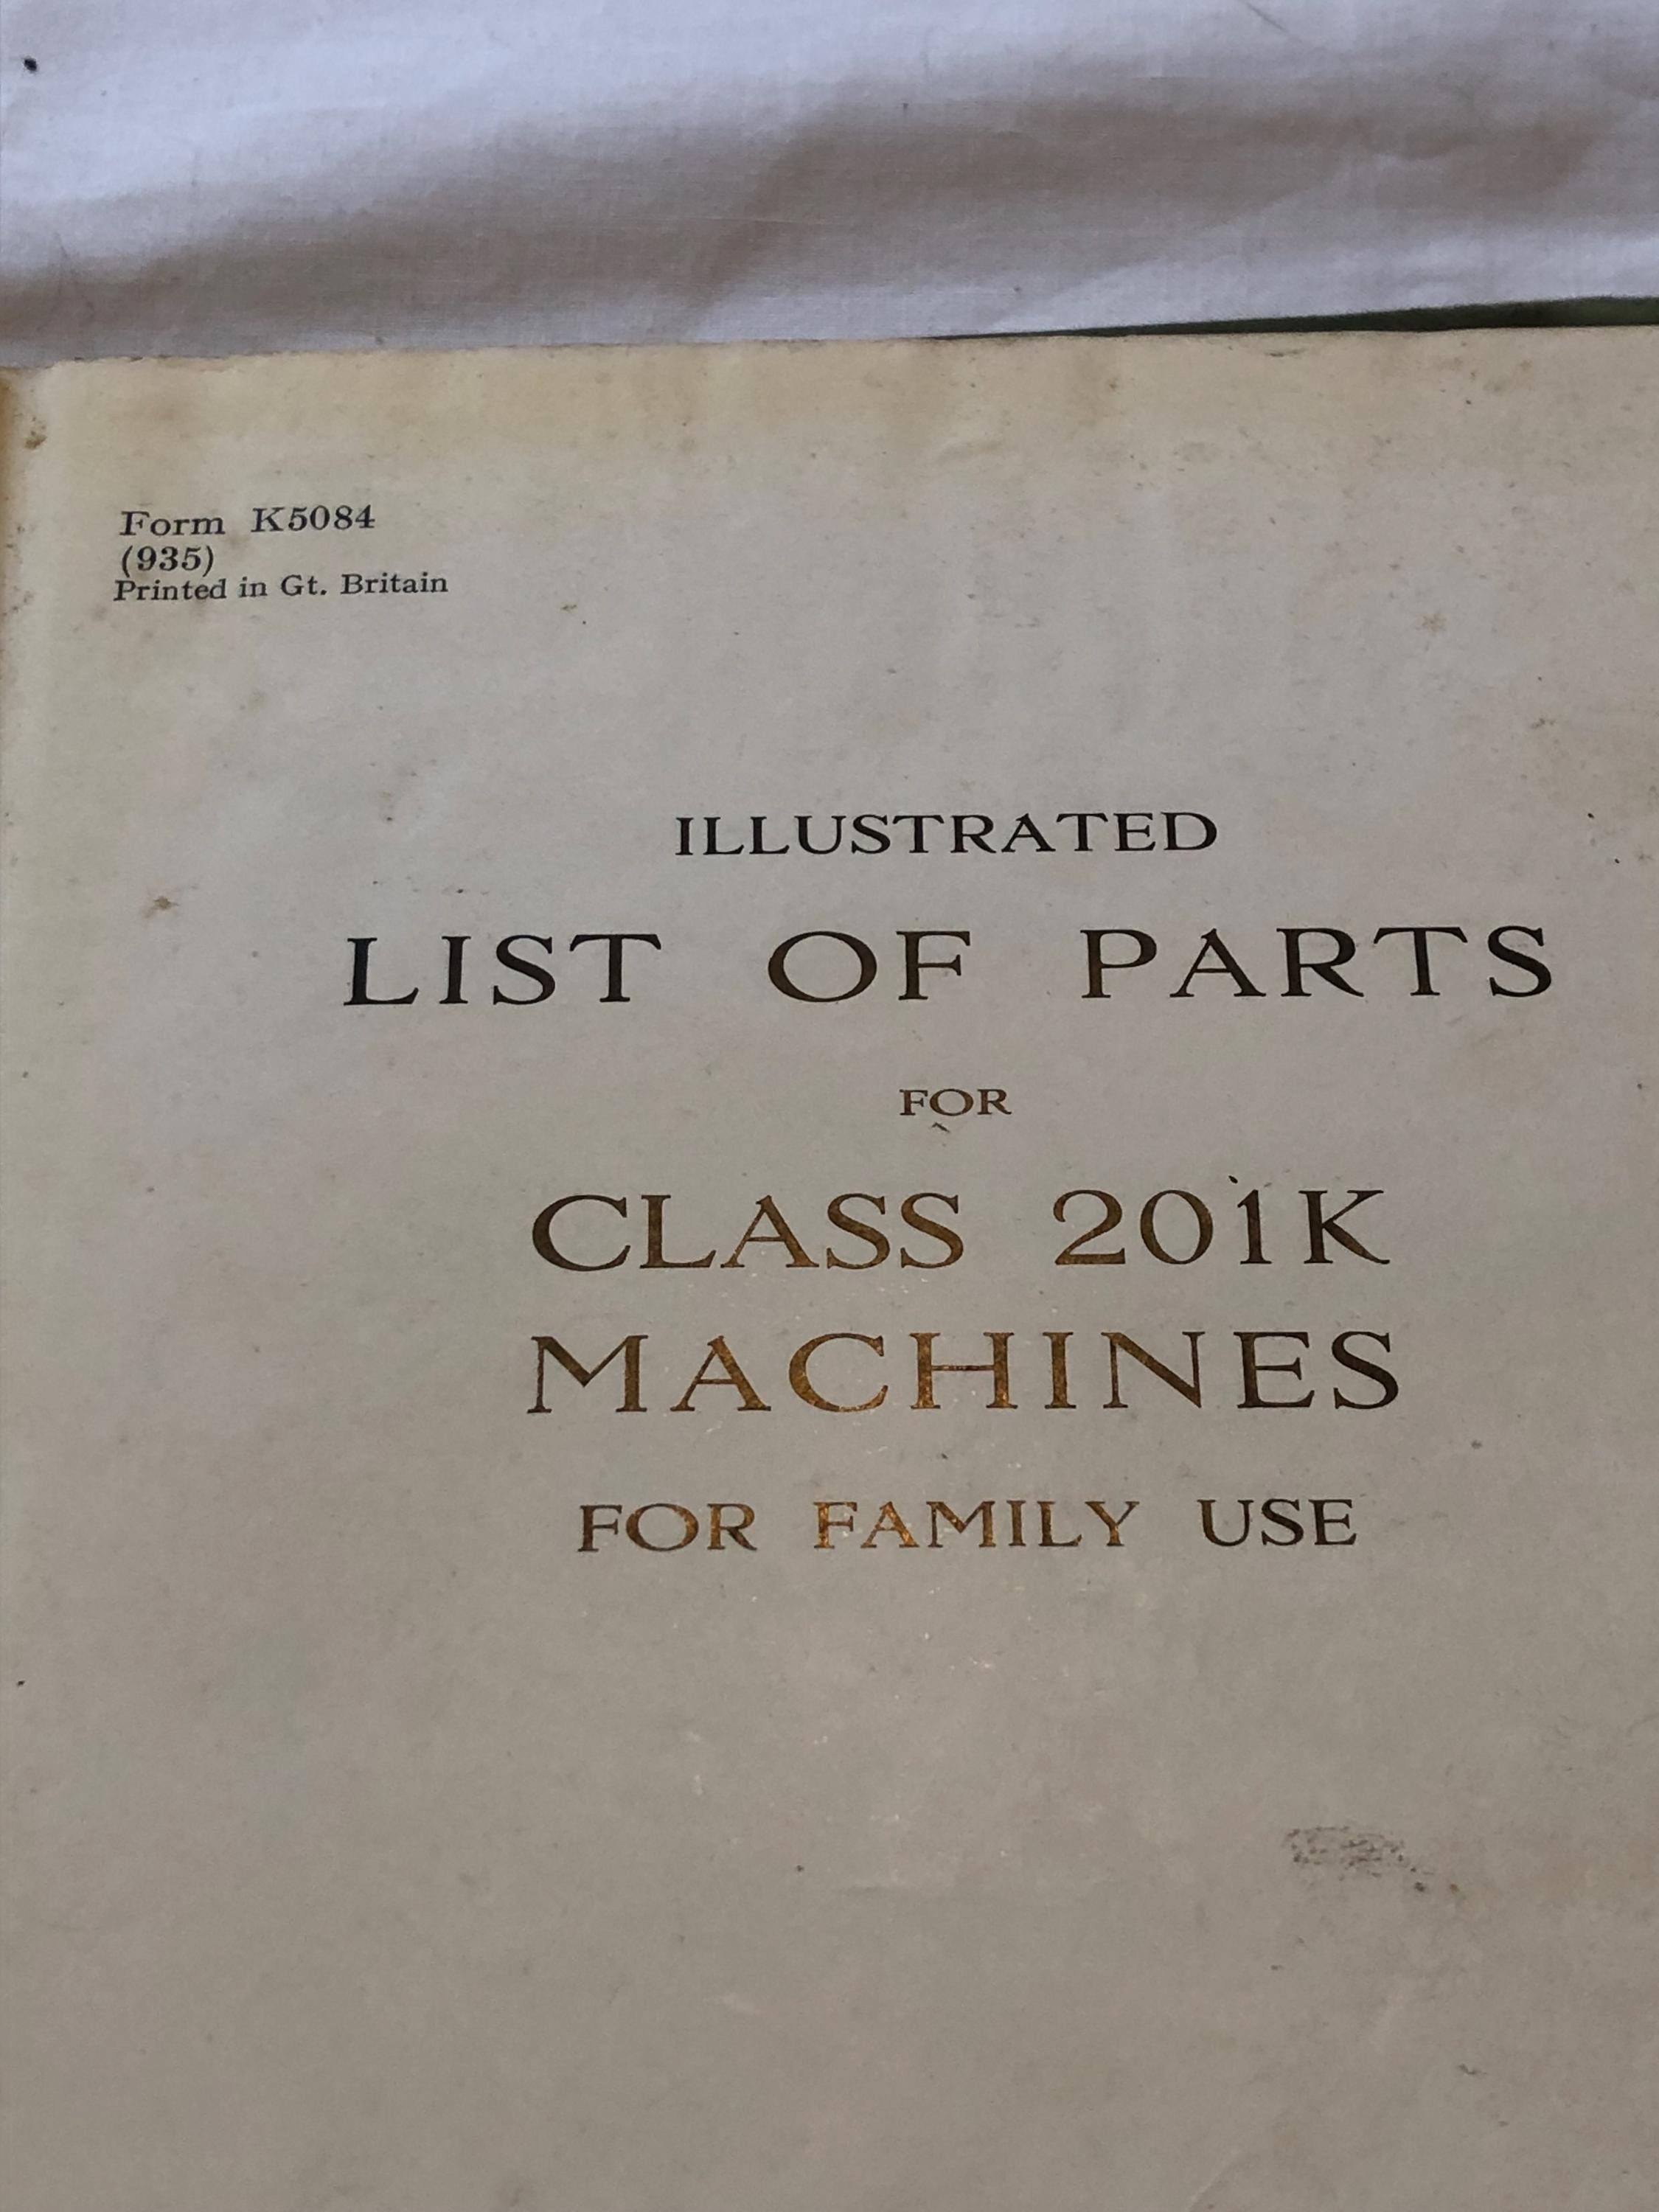 Form K5084
(935)
Printed in Gt. Britain
ILLUSTRATED
LIST OF PARTS
FOR
CLASS 201K
MACHINES
FOR FAMILY USE